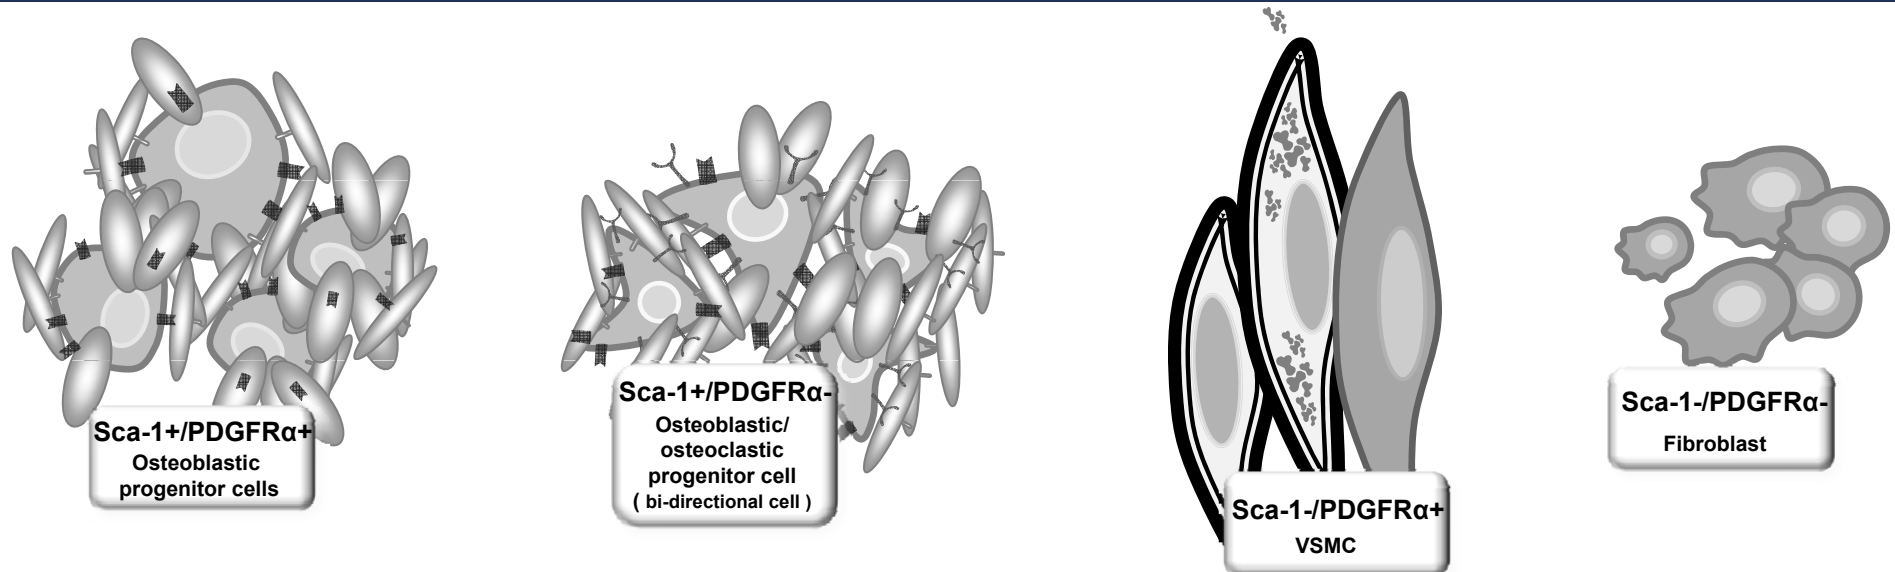 Sca-1+/PDGFRα+
Osteoblastic
progenitor cells
Sca-1+/PDGFRα-
Osteoblastic/
osteoclastic
progenitor cell
( bi-directional cell )
Sca-1-/PDGFRα+
VSMC
Sca-1-/PDGFRα-
Fibroblast